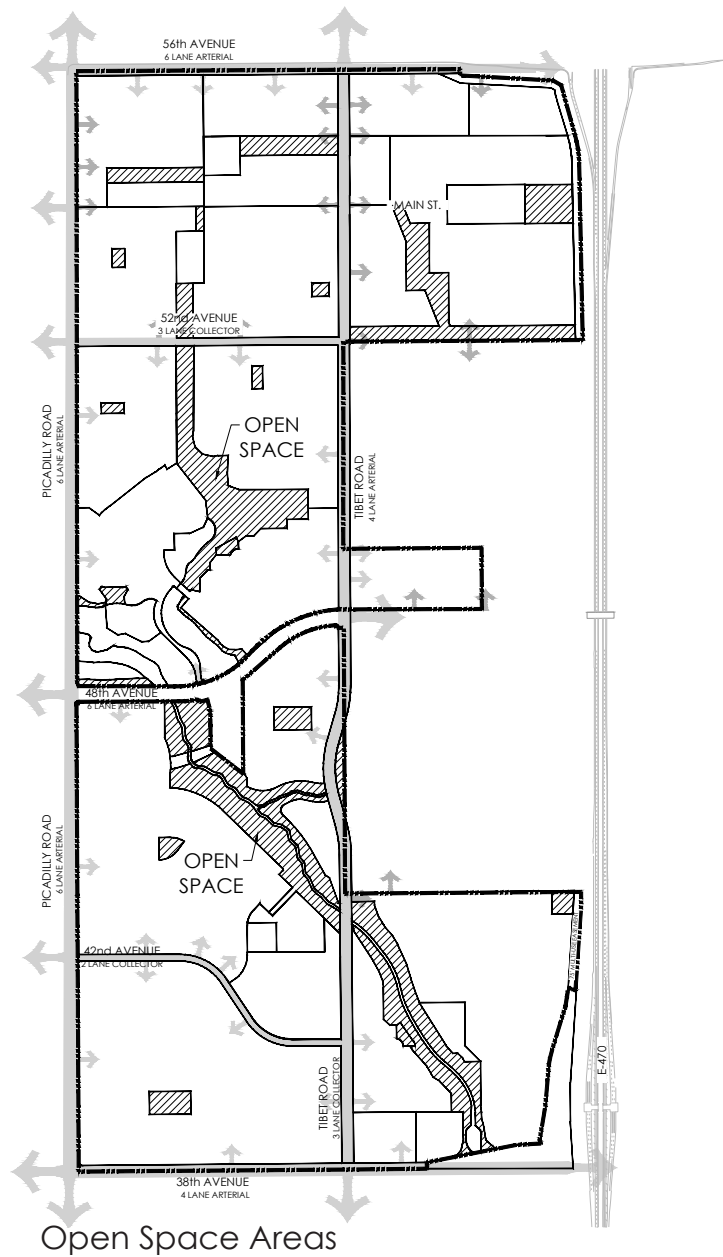 56th AVENUE
6 LANE ARTERIAL
MAIN ST.
52nd AVENUE
3 LANE COLLECTOR
OPEN
SPACE
PICADILLY ROAD
6 LANE ARTERIAL
TIBET ROAD
4 LANE ARTERIAL
48th AVENUE
6 LANE ARTERIAL
PICADILLY ROAD
6 LANE ARTERIAL
OPEN
SPACE
42nd AVENUE
2 LANE COLLECTOR
E-470
TIBET ROAD
3 LANE COLLECTOR
38th AVENUE
4 LANE ARTERIAL
Open Space Areas